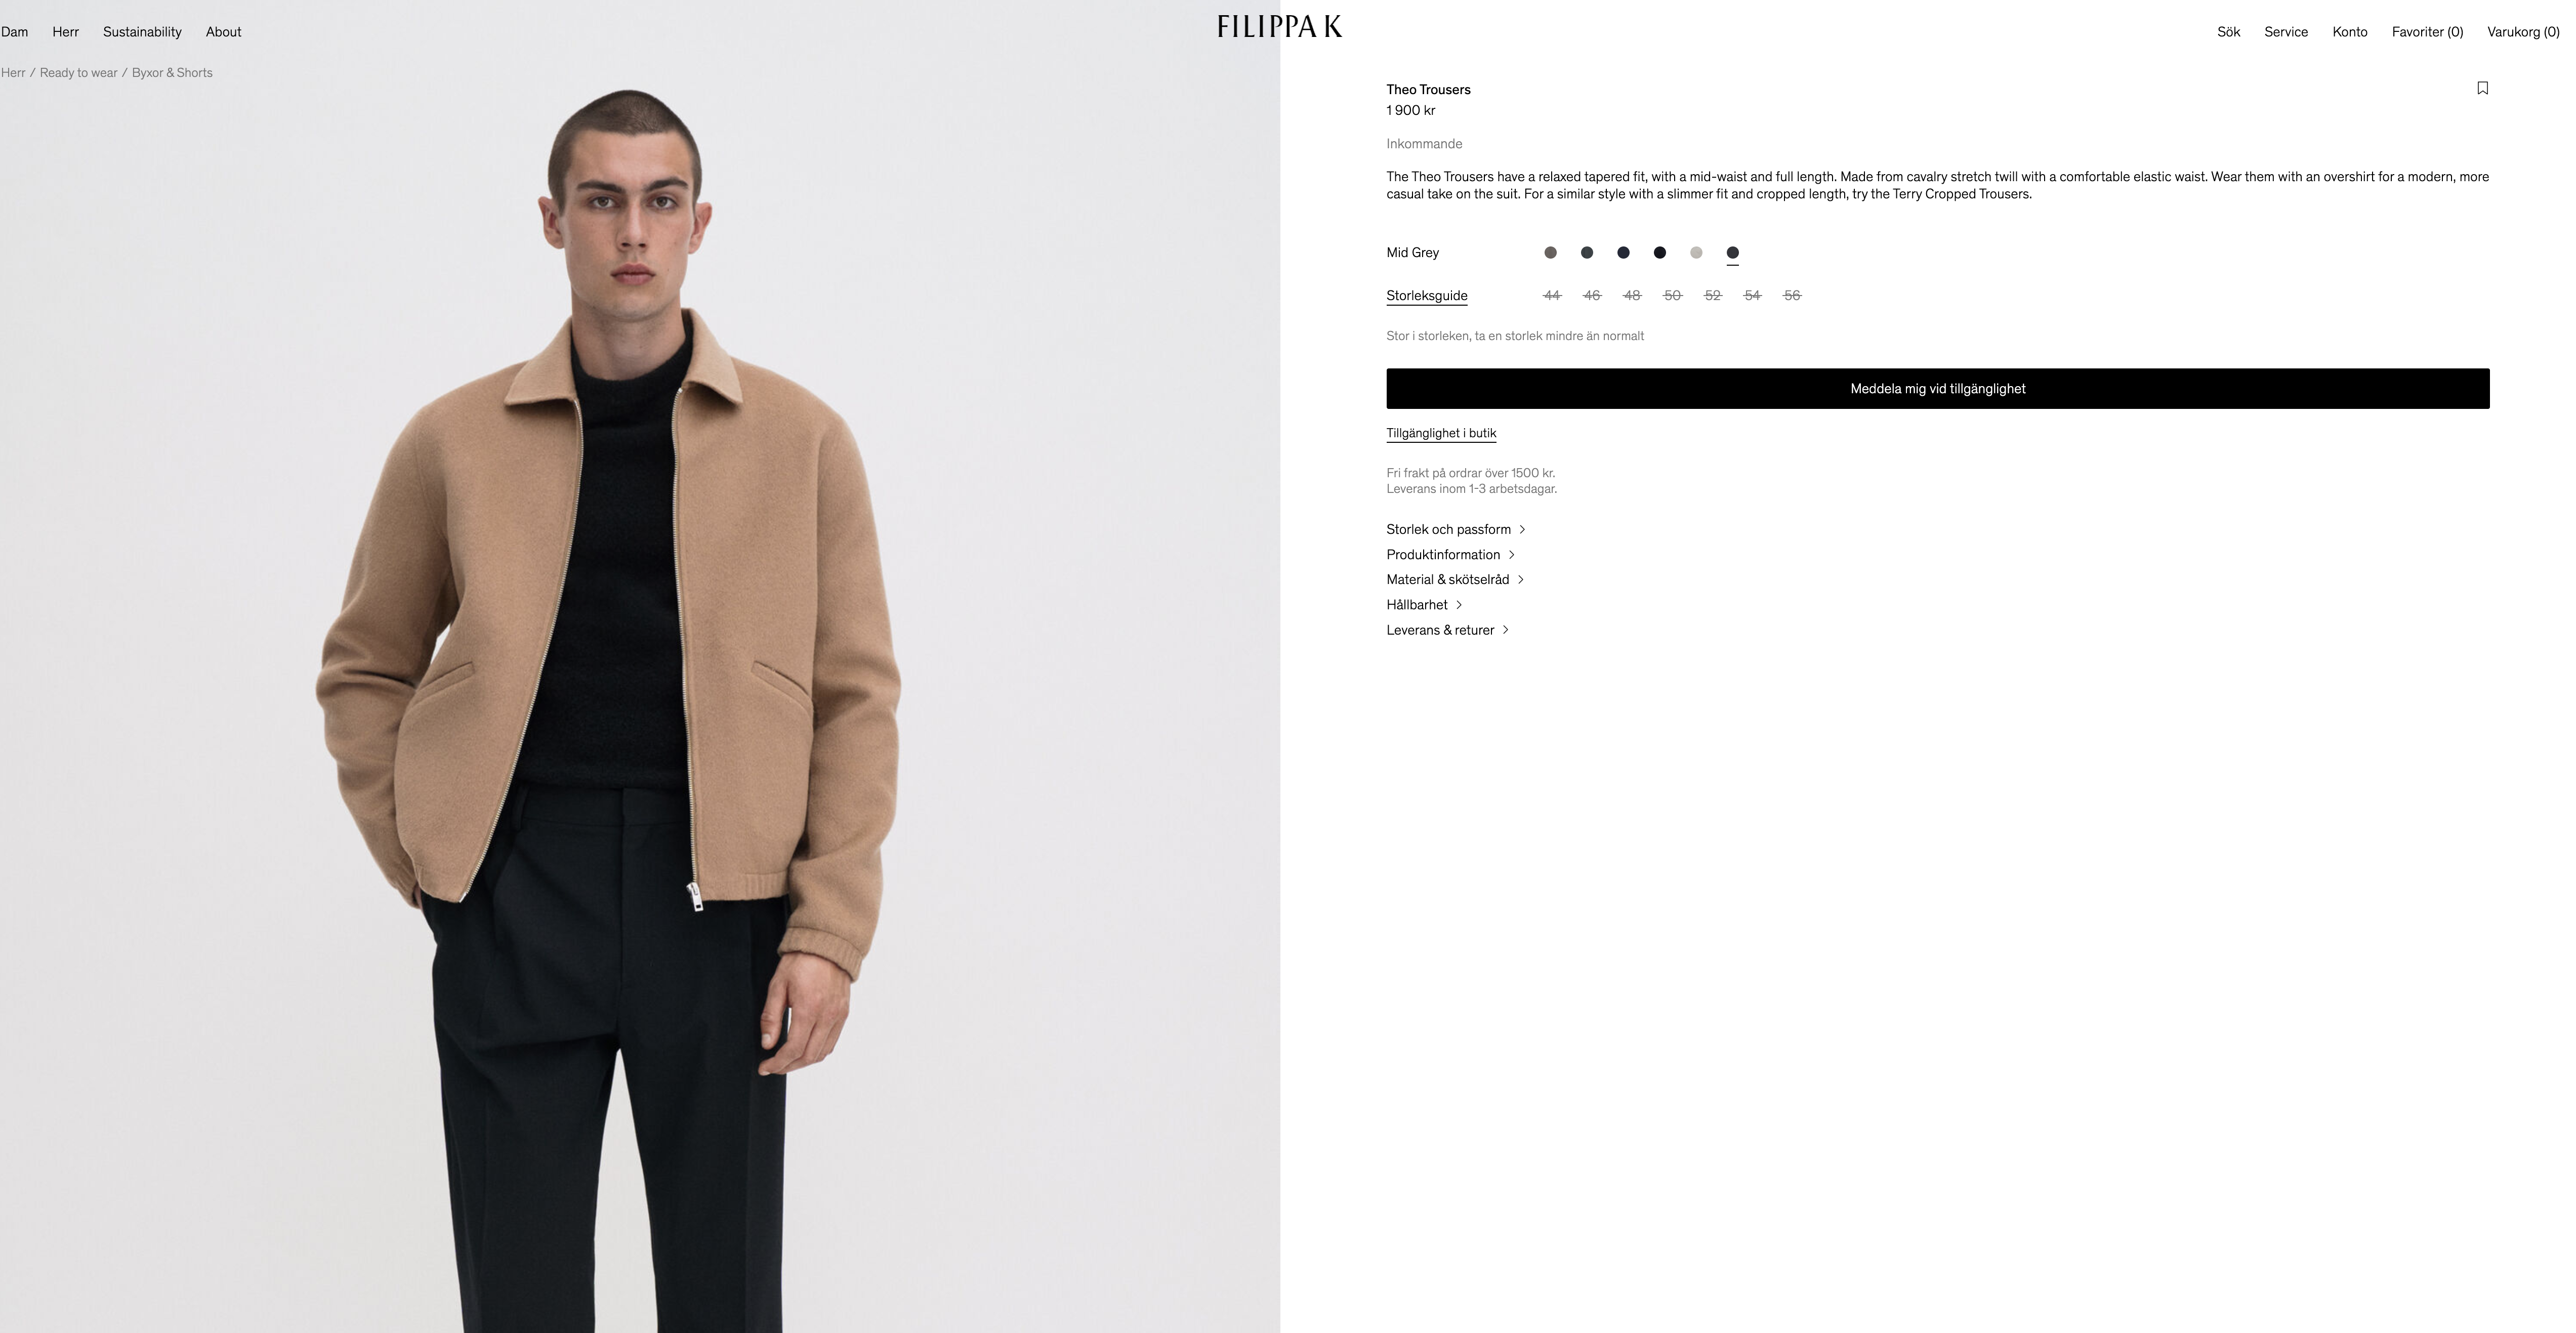 Dam Herr Sustainability About
FILIPPA K
Sök Service Konto Favoriter (0) Varukorg (0)
Herr / Ready to wear / Byxor & Shorts
Theo Trousers
1 900 kr
Inkommande
The Theo Trousers have a relaxed tapered fit, with a mid-waist and full length. Made from cavalry stretch twill with a comfortable elastic waist. Wear them with an overshirt for a modern, more
casual take on the suit. For a similar style with a slimmer fit and cropped length, try the Terry Cropped Trousers.
Mid Grey
Storleksguide 44 46 48 50 52 54 56
Stor i storleken, ta en storlek mindre än normalt
Meddela mig vid tillgänglighet
Tillgänglighet i butik
Fri frakt på ordrar över 1500 kr.
Leverans inom 1-3 arbetsdagar.
Storlek och passform
Produktinformation
Material & skötselråd
Hållbarhet
Leverans & returer